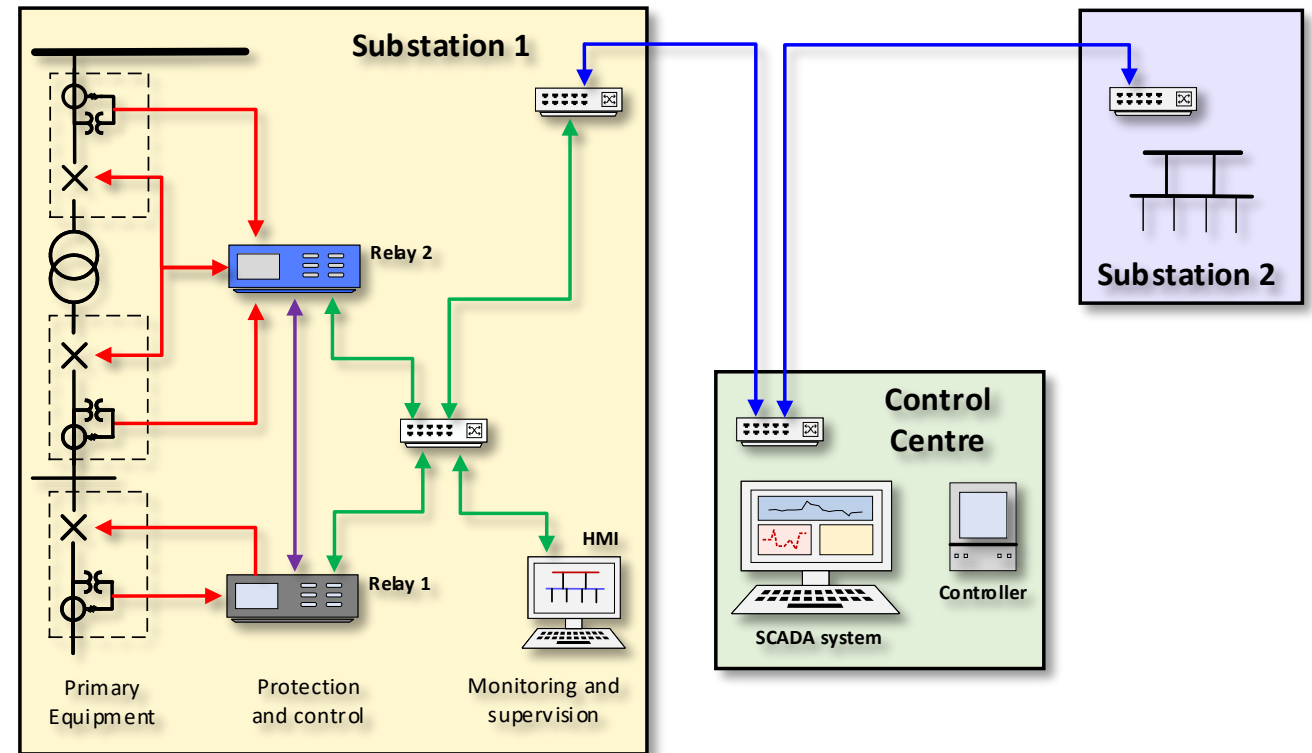 Substation 1
Relay 2
Relay 1
HMI
Primary
Equipment
Protection
and control
Monitoring and
supervision
Substation 2
Control
Centre
SCADA system
Controller